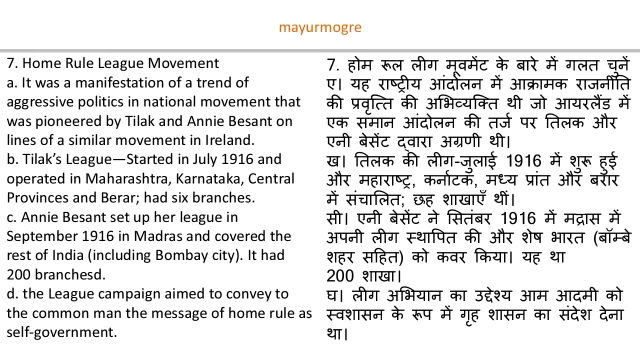 mayurmogre
7. Home Rule League Movement
a. It was a manifestation of a trend of
aggressive politics in national movement that
was pioneered by Tilak and Annie Besant on
lines of a similar movement in Ireland.
b. Tilak's League—Started in July 1916 and
operated in Maharashtra, Karnataka, Central
Provinces and Berar; had six branches.
c. Annie Besant set up her league in
September 1916 in Madras and covered the
rest of India (including Bombay city). It had
200 branchesd.
d. the League campaign aimed to convey to
the common man the message of home rule as
self-government.
7. होम रूल लीग मूवमेंट के बारे में गलत चुनें
ए। यह राष्ट्रीय आंदोलन में आक्रामक राजनीति
की प्रवृत्ति की अभिव्यक्ति थी जो आयरलैंड में
एक समान आंदोलन की तर्ज पर तिलक और
एनी बेसेंट द्वारा अग्रणी थी।
ख। तिलक की लीग-जुलाई 1916 में शुरू हुई
और महाराष्ट्र, कर्नाटक, मध्य प्रांत और बरार
में संचालित; छह शाखाएँ थीं।
सी। एनी बेसेंट ने सितंबर 1916 में मद्रास में
अपनी लीग स्थापित की और शेष भारत (बॉम्बे
शहर सहित) को कवर किया। यह था
200 शाखा।
घ। लीग अभियान का उद्देश्य आम आदमी को
स्वशासन के रूप में गृह शासन का संदेश देना
था।